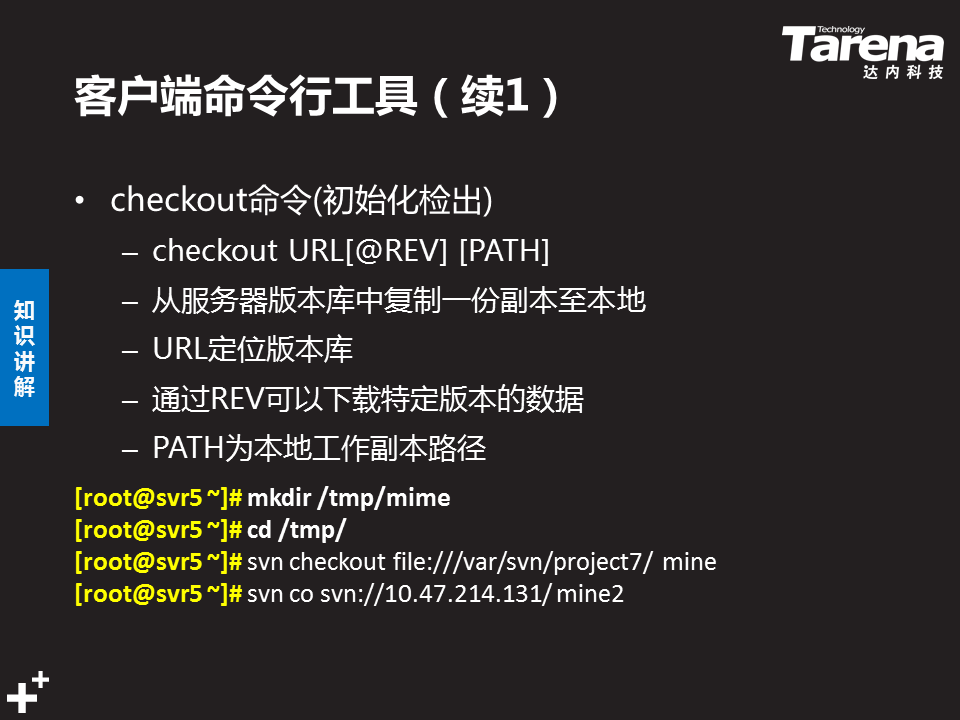 Technology
Tarena
达内科技
客户端命令行工具（续1）
• checkout命令(初始化检出)
– checkout URL[@REV] [PATH]
– 从服务器版本库中复制一份副本至本地
– URL定位版本库
– 通过REV可以下载特定版本的数据
– PATH为本地工作副本路径
知识讲解
[root@svr5 ~]# mkdir /tmp/mime
[root@svr5 ~]# cd /tmp/
[root@svr5 ~]# svn checkout file:///var/svn/project7/ mine
[root@svr5 ~]# svn co svn://10.47.214.131/ mine2